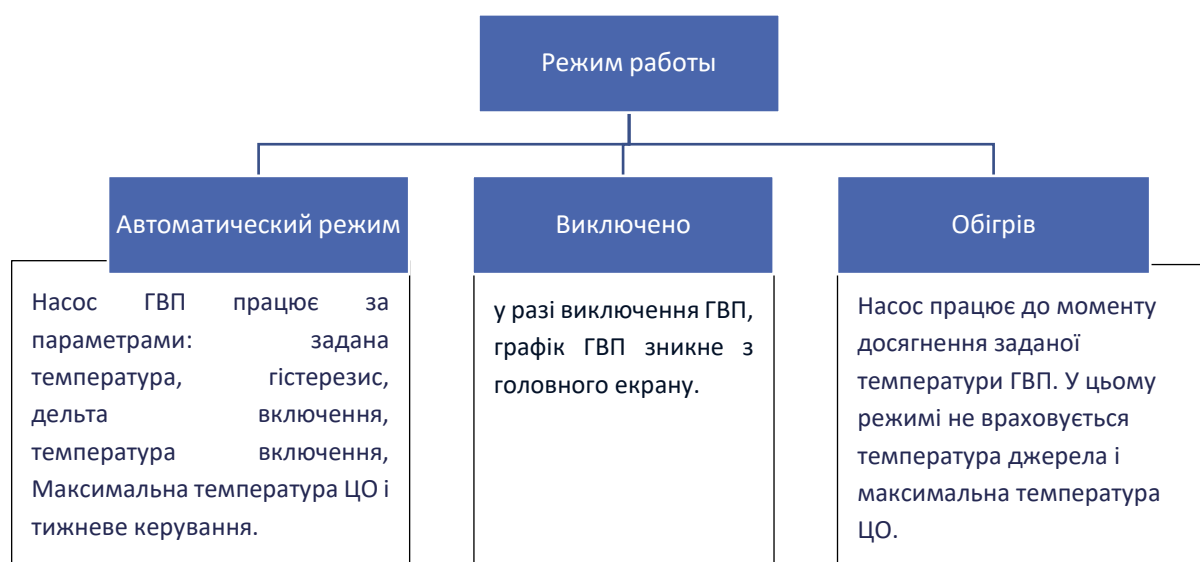 Режим работы
Автоматический режим
Насос ГВП працює за
параметрами: задана
температура, гістерезис,
дельта включення,
температура включення,
Максимальна температура ЦО і
тижневе керування.
Виключено
у разі виключення ГВП,
графік ГВП зникне з
головного екрану.
Обігрів
Насос працює до моменту
досягнення заданої
температури ГВП. У цьому
режимі не враховується
температура джерела і
максимальна температура
ЦО.